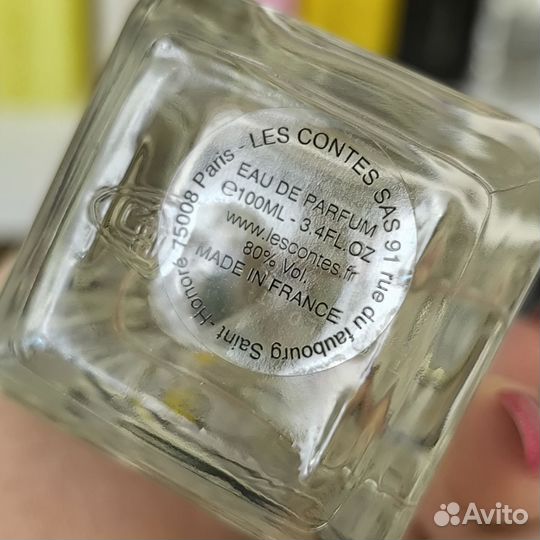 LES CONTES SAS 91 rue du faubourg Saint-Honoré 75008 Paris -
EAU DE PARFUM
℮100ML - 3.4FL. OZ
www.lescontes.fr
80% Vol.
MADE IN FRANCE
Avito